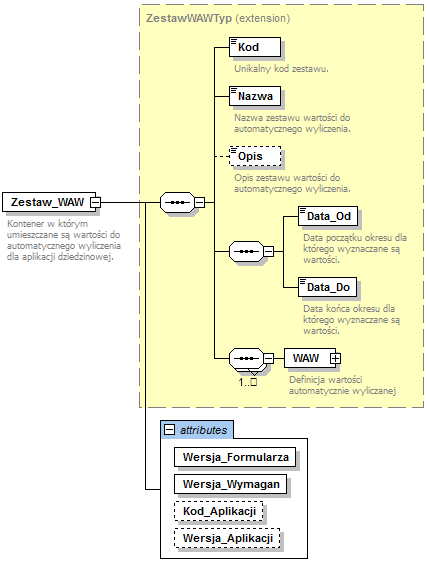 ZestawWAWTyp (extension)
Kod
Unikalny kod zestawu.
Nazwa
Nazwa zestawu wartości do
automatycznego wyliczenia.
Opis
Opis zestawu wartości do
automatycznego wyliczenia.
Zestaw_WAW
Kontener w którym
umieszczane są wartości do
automatycznego wyliczenia
dla aplikacji dziedzinowej.
Data_Od
Data początku okresu dla
którego wyznaczane są
wartości.
Data_Do
Data końca okresu dla
którego wyznaczane są
wartości.
WAW
1..
Definicja wartości
automatycznie wyliczanej
attributes
Wersja_Formularza
Wersja_Wymagan
Kod_Aplikacji
Wersja_Aplikacji